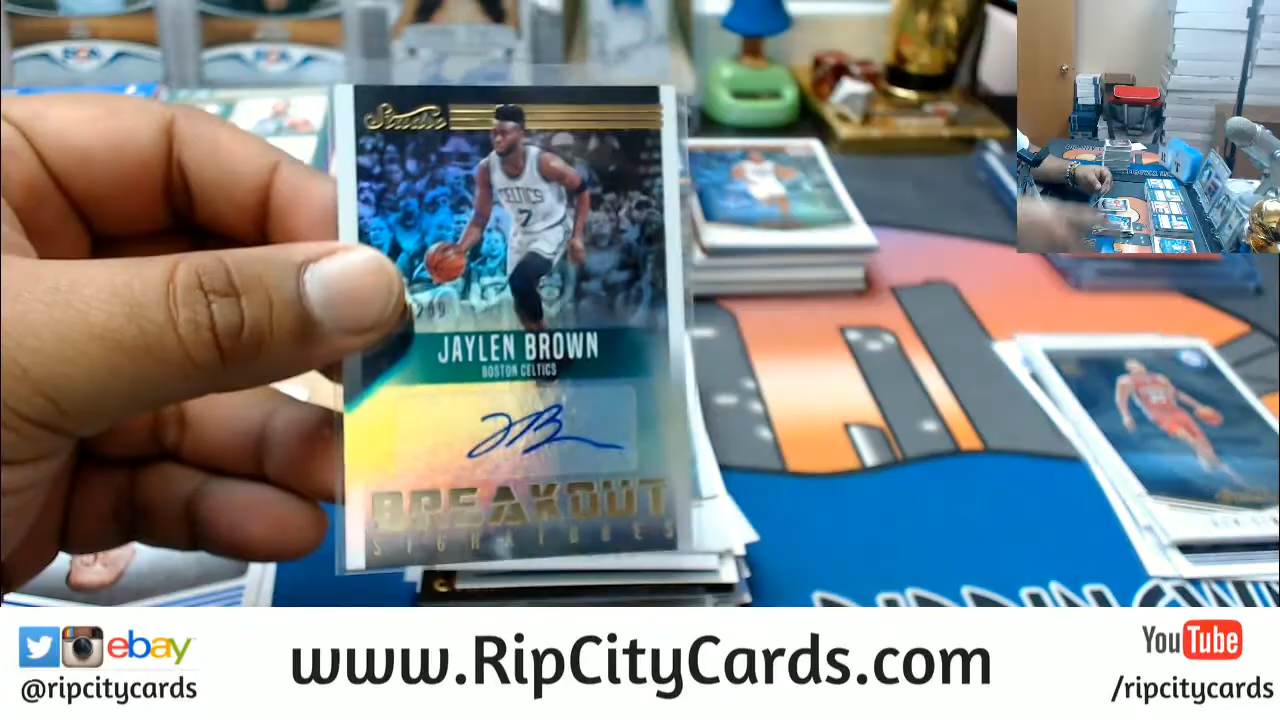 Status
CELTICS
7
JAYLEN BROWN
BOSTON CELTICS
BREAKOUT
SIGNATURES
ebay
@ripcitycards
www.RipCityCards.com
YouTube
/ripcitycards